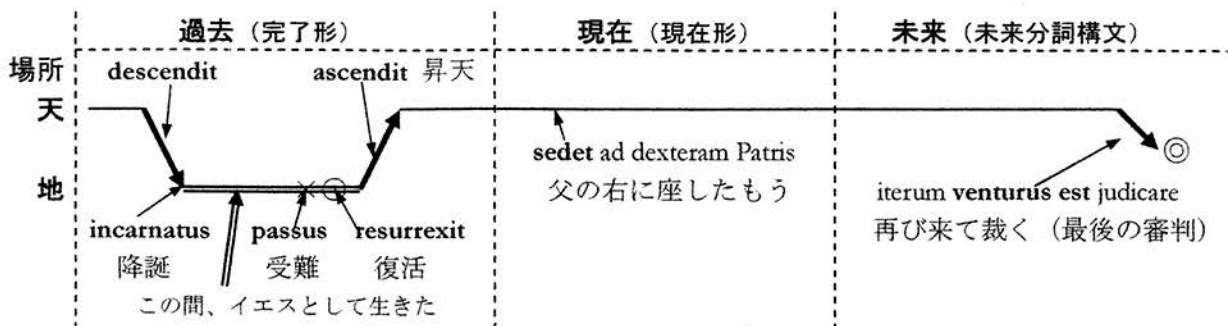 過去（完了形） 現在（現在形） 未来（未来分詞構文）
場所 descendit ascendit 昇天
天
sedet ad dexteram Patris
父の右に座したもう
地
iterum venturus est judicare
再び来て裁く（最後の審判）
incarnatus passus resurrexit
降誕 受難 復活
この間、イエスとして生きた